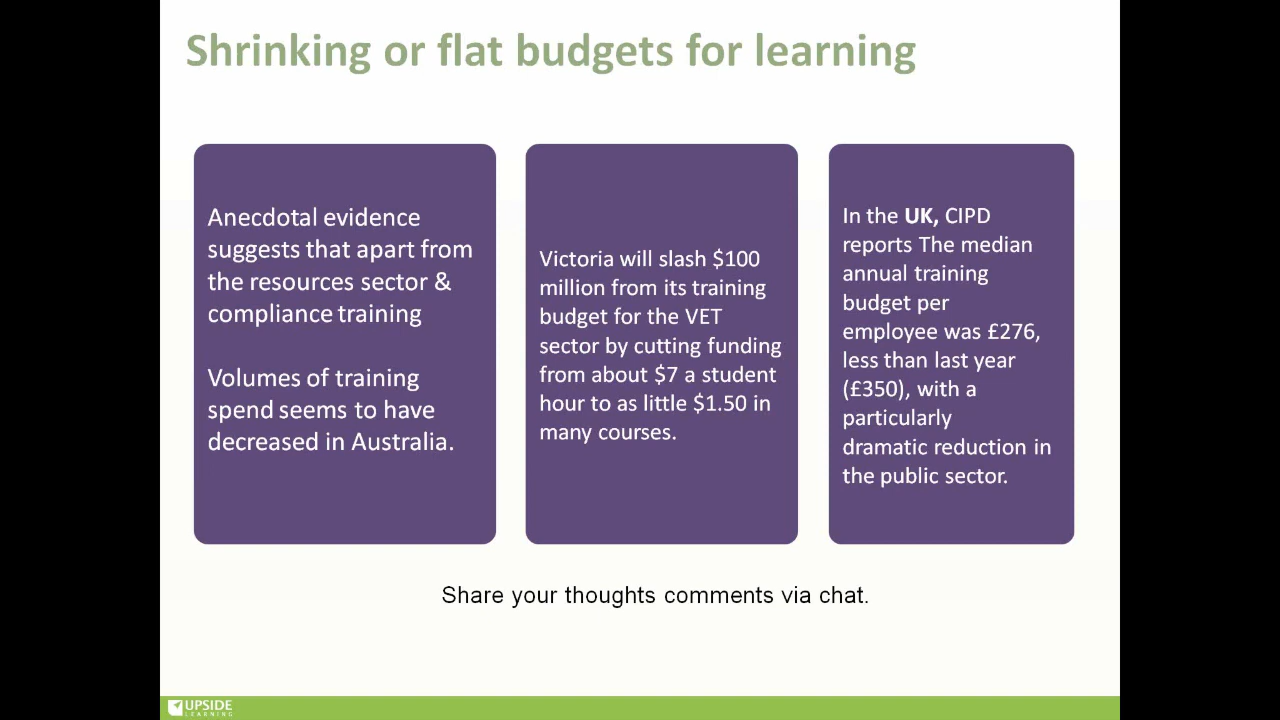 Shrinking or flat budgets for learning
Anecdotal evidence
suggests that apart from
the resources sector &
compliance training
Volumes of training
spend seems to have
decreased in Australia.
Victoria will slash $100
million from its training
budget for the VET
sector by cutting funding
from about $7 a student
hour to as little $1.50 in
many courses.
In the UK, CIPD
reports The median
annual training
budget per
employee was £276,
less than last year
(£350), with a
particularly
dramatic reduction in
the public sector.
Share your thoughts comments via chat.
UPSIDE
LEARNING